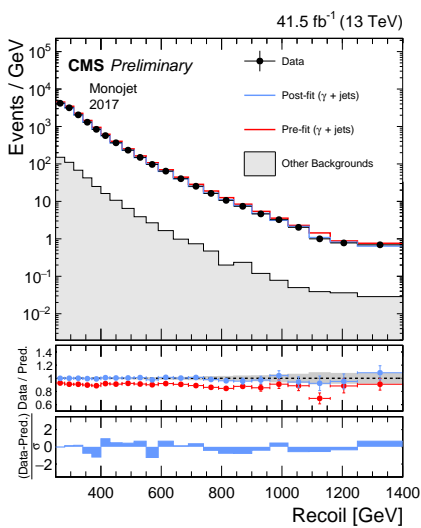 41.5 fb⁻¹ (13 TeV)
Events / GeV
10⁵
10⁴
10³
10²
10
1
10⁻¹
10⁻²
CMS Preliminary
Monojet
2017
Data
Post-fit (γ + jets)
Pre-fit (γ + jets)
Other Backgrounds
Data / Pred.
1.4
1.2
1
0.8
0.6
(Data-Pred.)
σ
2
0
−2
400 600 800 1000 1200 1400
Recoil [GeV]